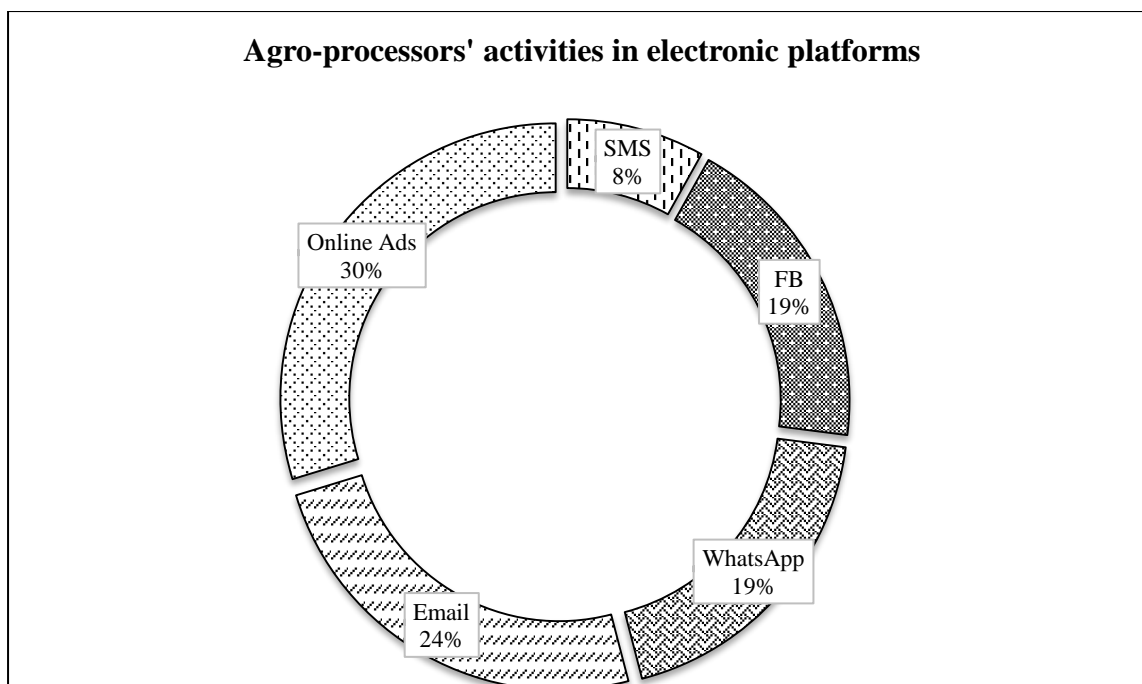 Agro-processors' activities in electronic platforms
SMS
8%
FB
19%
WhatsApp
19%
Email
24%
Online Ads
30%